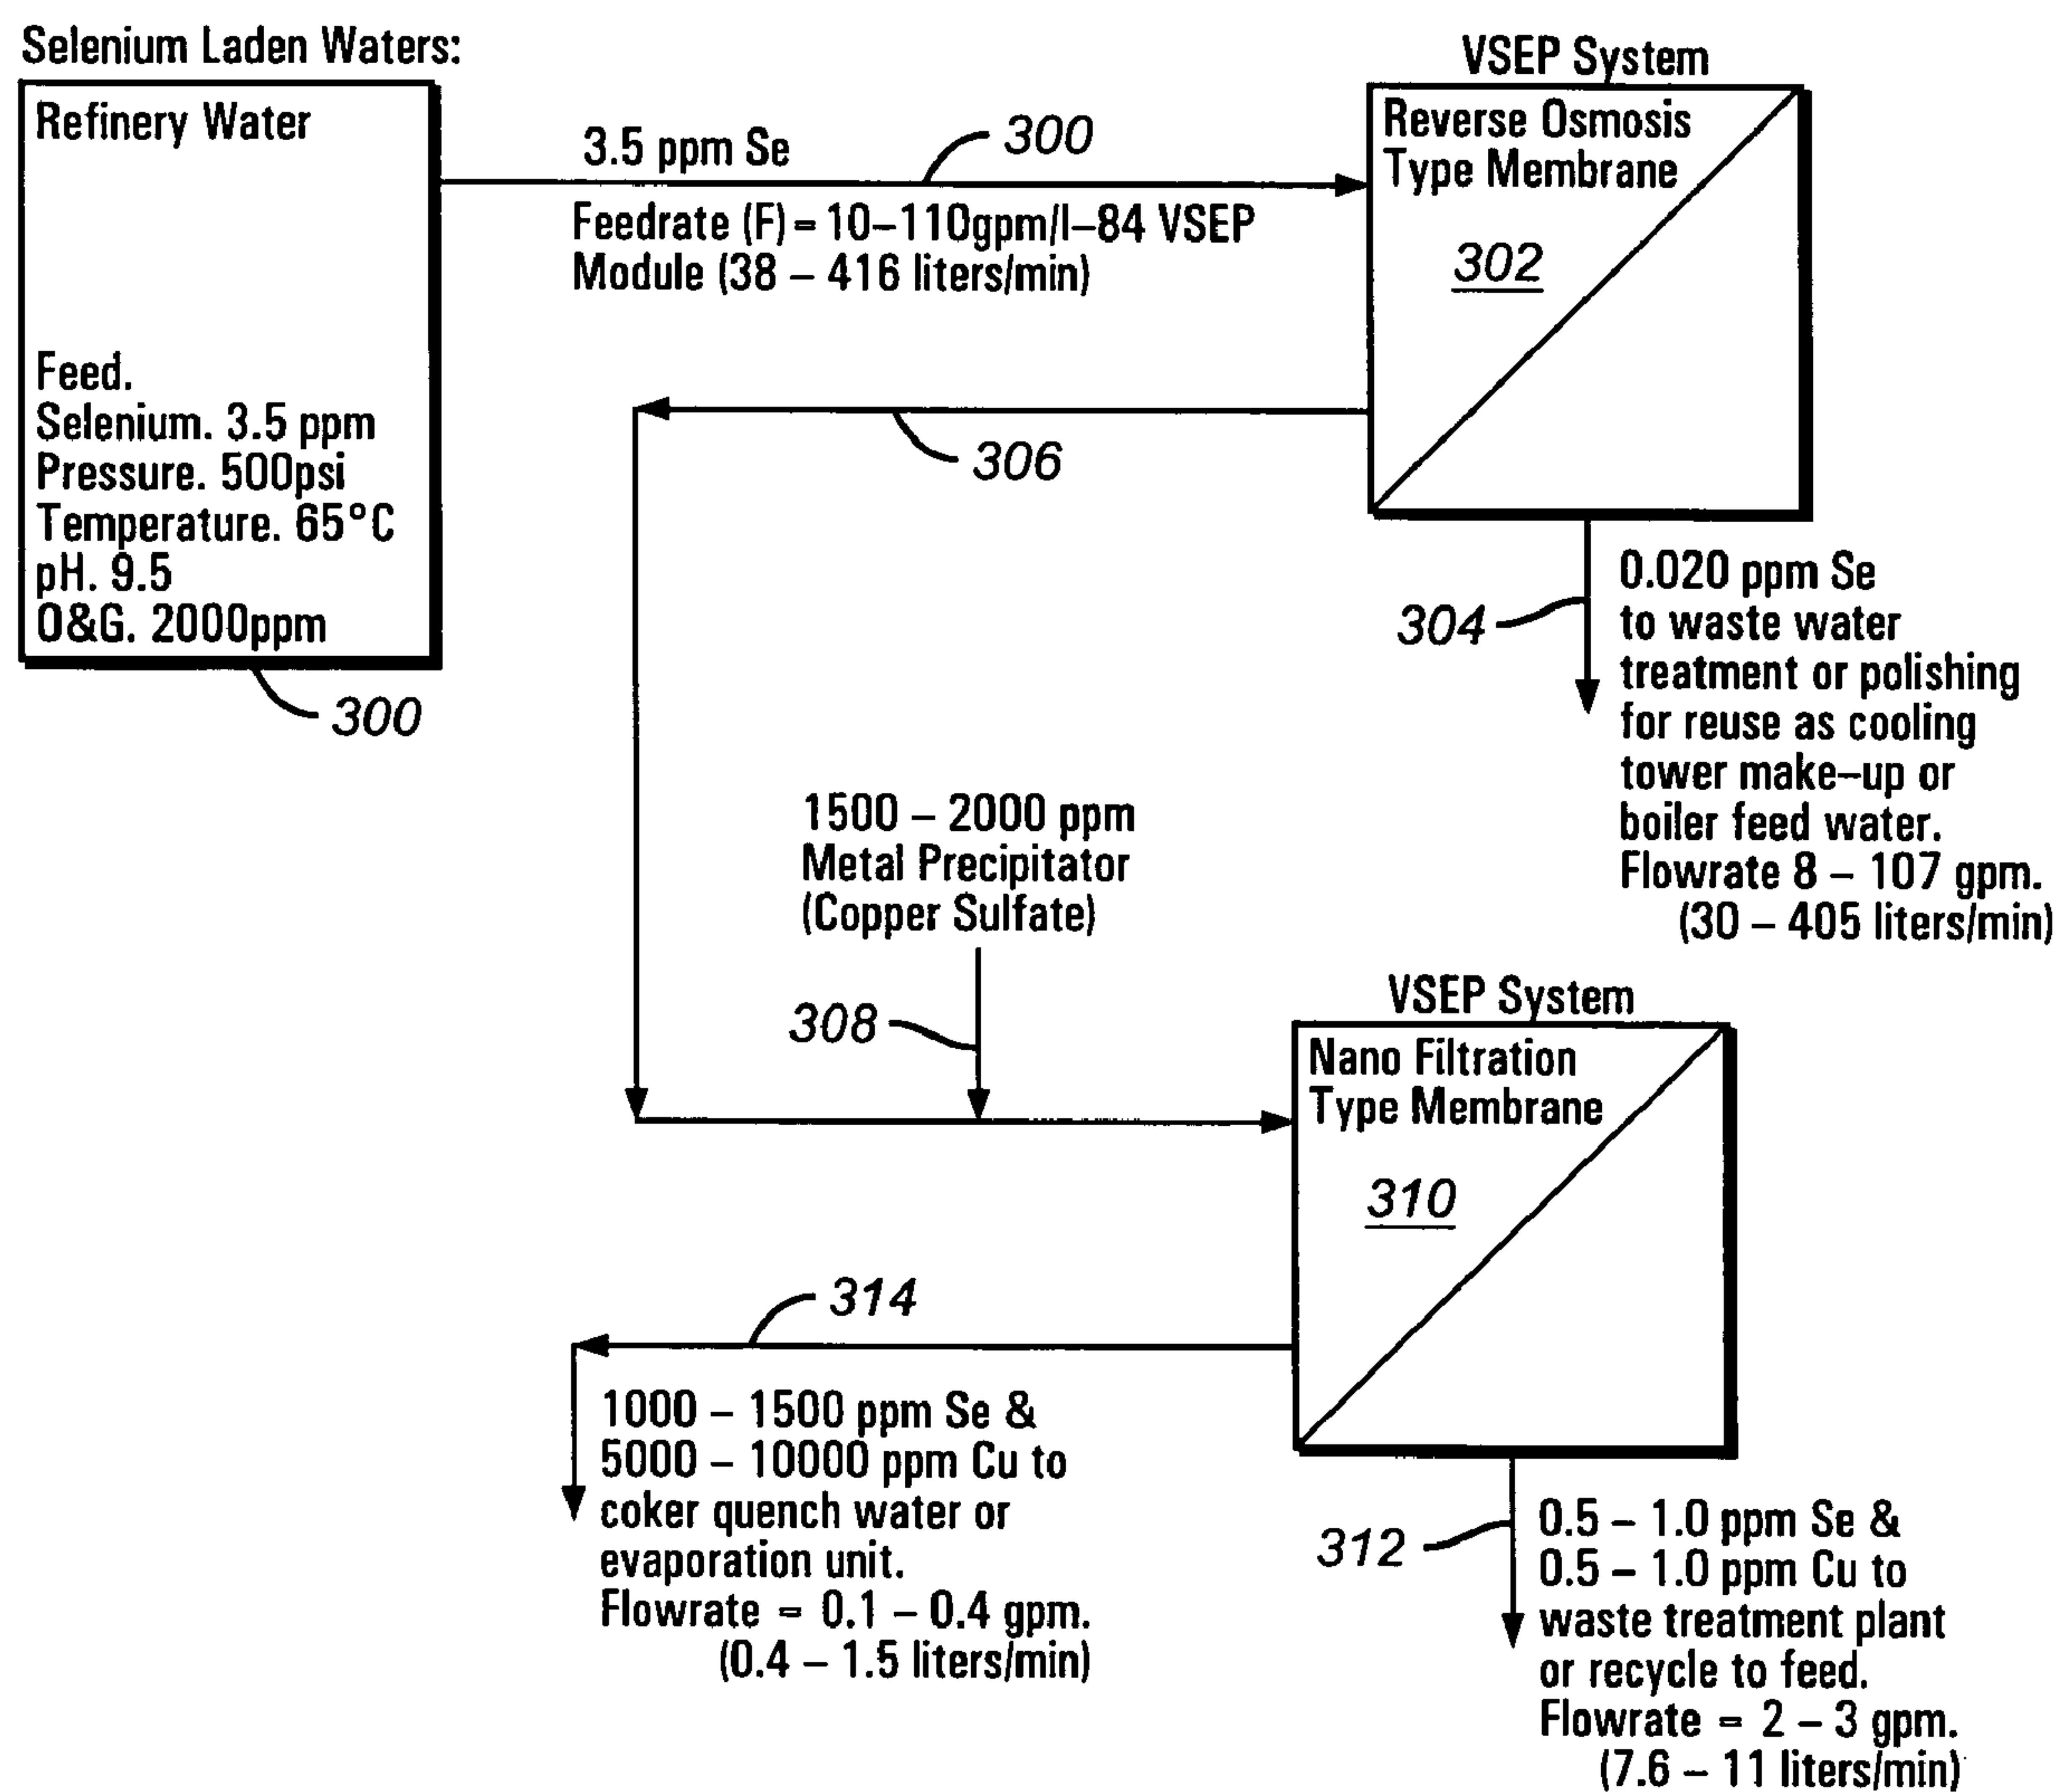 Selenium Laden Waters:
Refinery Water
Feed.
Selenium. 3.5 ppm
Pressure. 500psi
Temperature. 65°C
pH. 9.5
O&G. 2000ppm
300
3.5 ppm Se
300
Feedrate (F) = 10–110gpm/I–84 VSEP
Module (38 – 416 liters/min)
VSEP System
Reverse Osmosis
Type Membrane
302
306
304
0.020 ppm Se
to waste water
treatment or polishing
for reuse as cooling
tower make–up or
boiler feed water.
Flowrate 8 – 107 gpm.
(30 – 405 liters/min)
1500 – 2000 ppm
Metal Precipitator
(Copper Sulfate)
308
VSEP System
Nano Filtration
Type Membrane
310
314
1000 – 1500 ppm Se &
5000 – 10000 ppm Cu to
coker quench water or
evaporation unit.
Flowrate = 0.1 – 0.4 gpm.
(0.4 – 1.5 liters/min)
312
0.5 – 1.0 ppm Se &
0.5 – 1.0 ppm Cu to
waste treatment plant
or recycle to feed.
Flowrate = 2 – 3 gpm.
(7.6 – 11 liters/min)